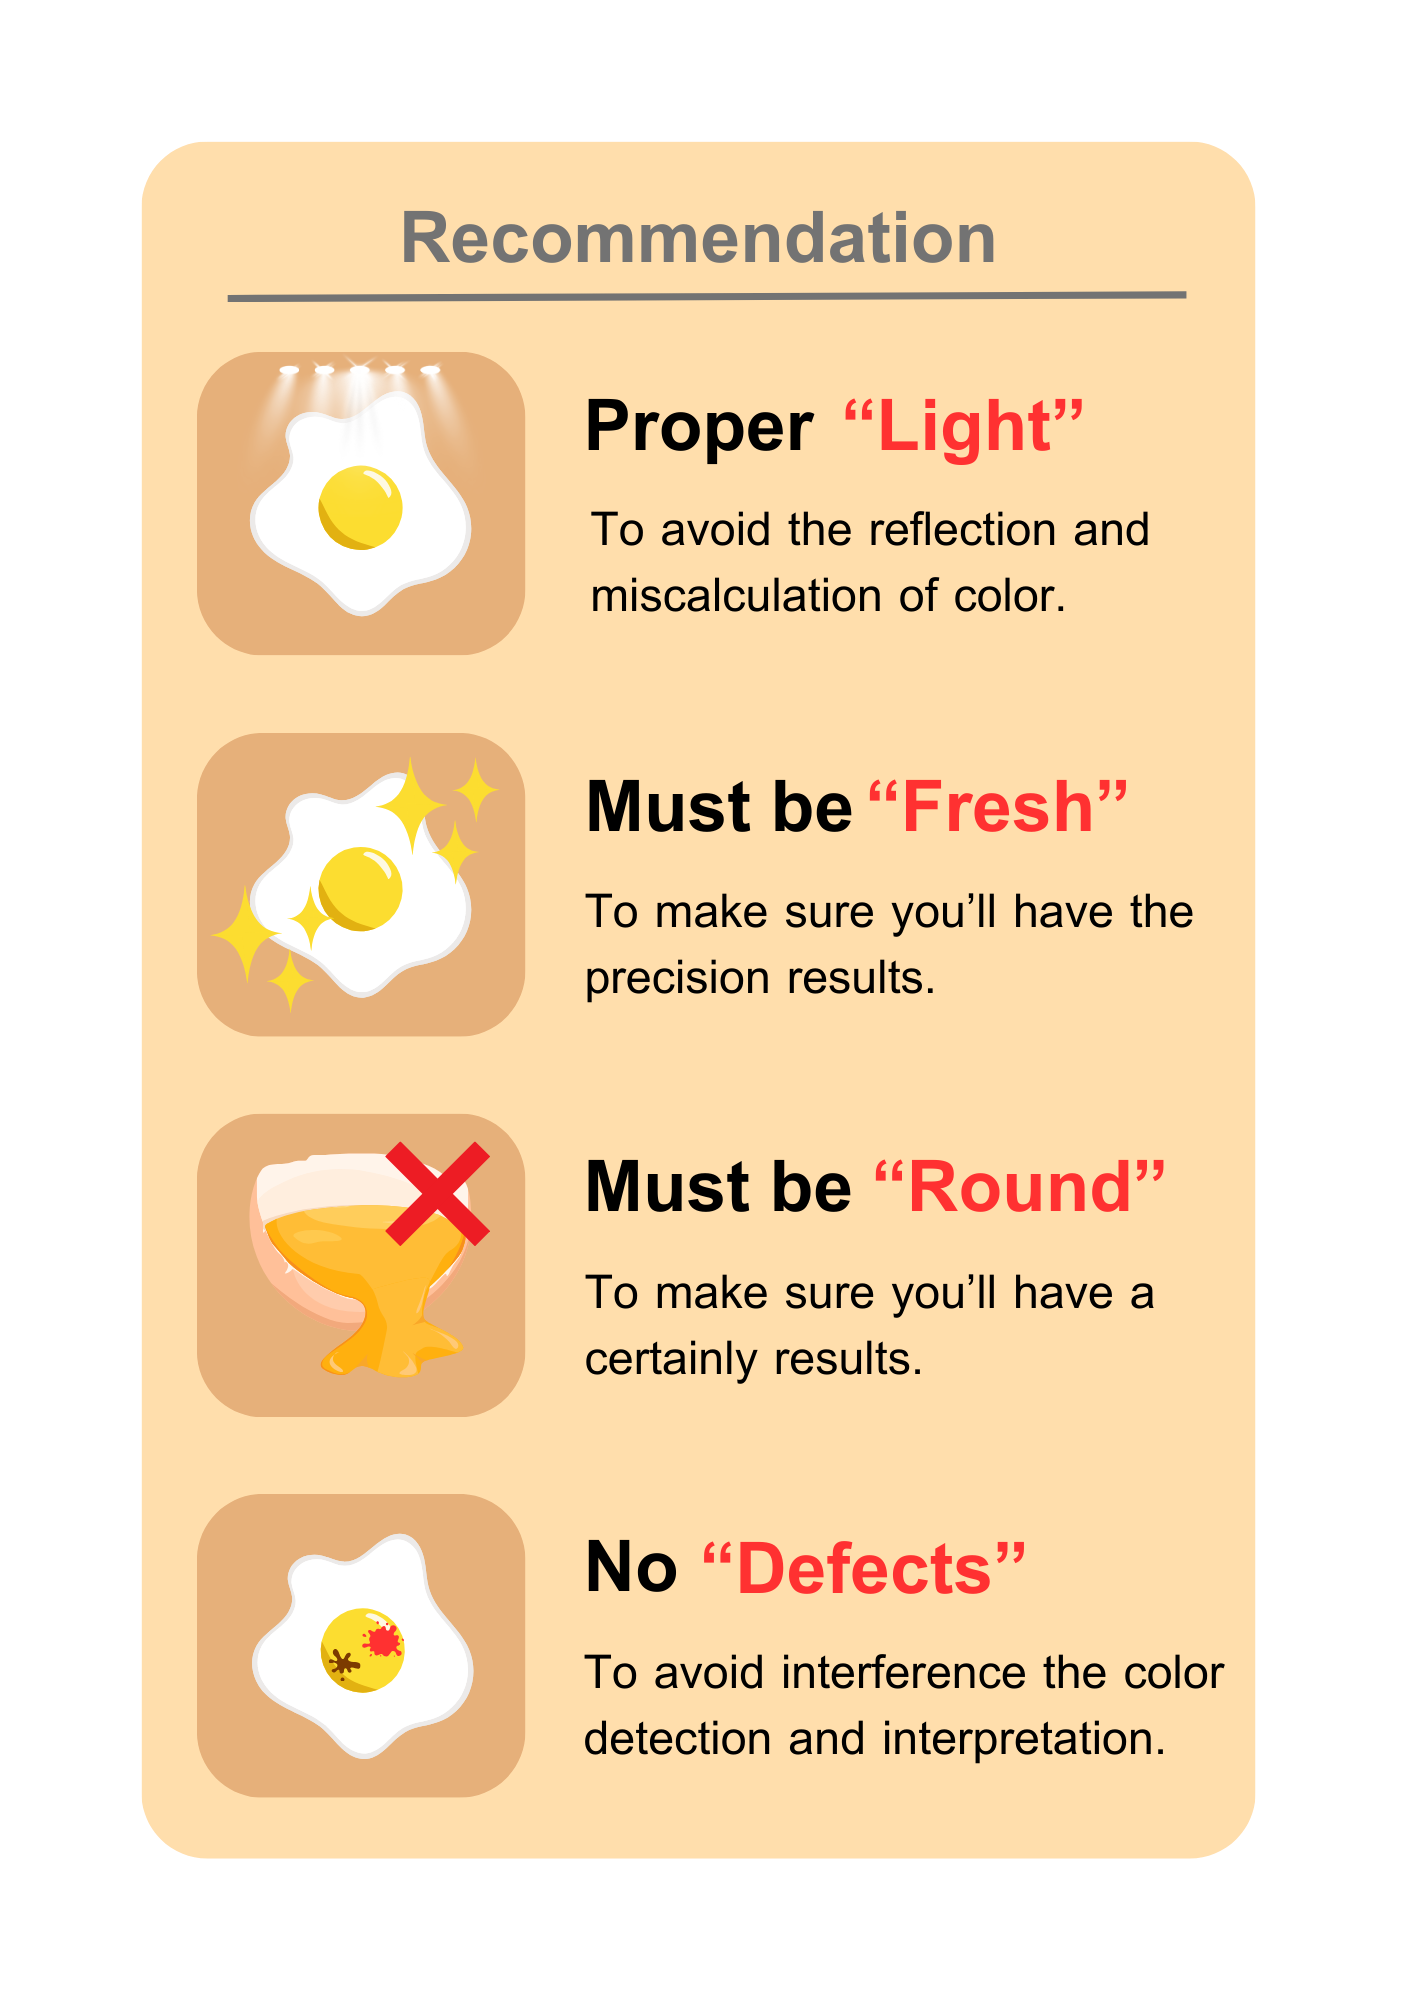 Recommendation
Proper “Light”
To avoid the reflection and
miscalculation of color.
Must be “Fresh”
To make sure you’ll have the
precision results.
Must be “Round”
To make sure you’ll have a
certainly results.
No “Defects”
To avoid interference the color
detection and interpretation.